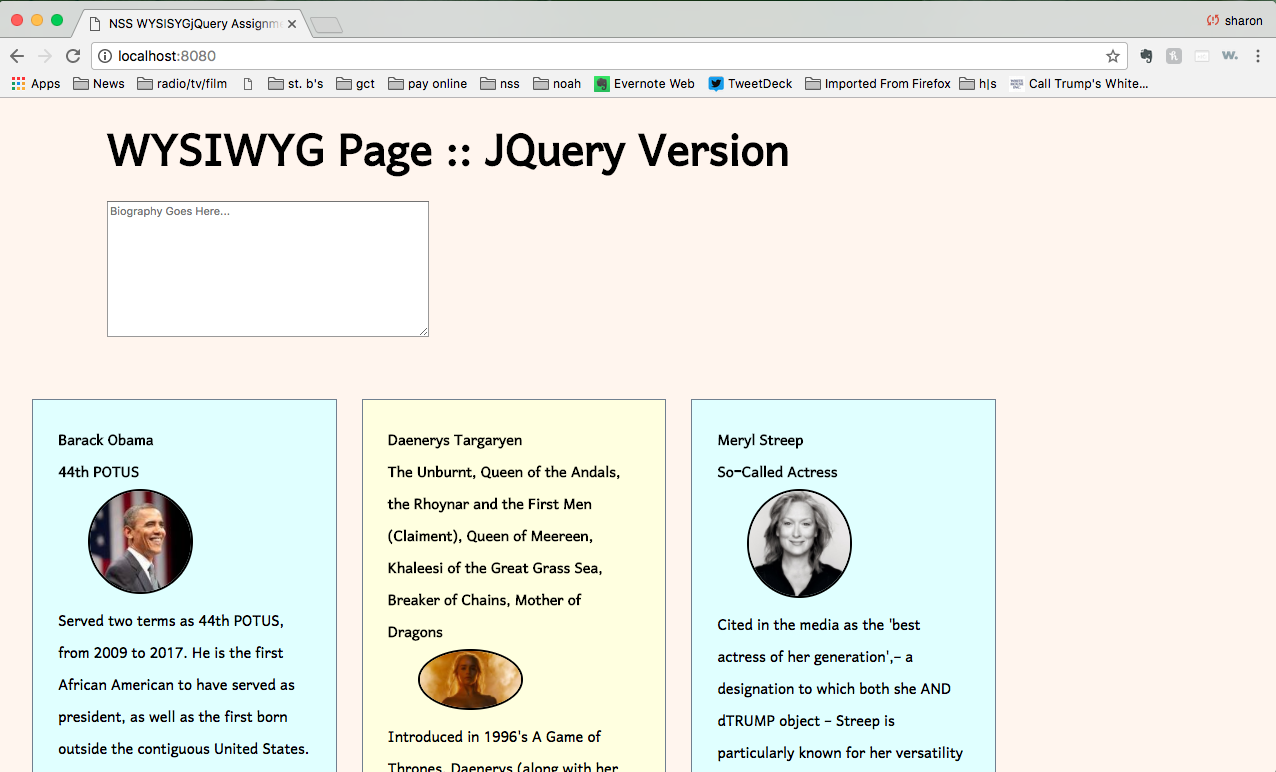 NSS WYSISYGjQuery Assignm
sharon
localhost:8080
Apps News radio/tv/film st. b's gct pay online nss noah Evernote Web TweetDeck Imported From Firefox h|s Call Trump's White...
WYSIWYG Page :: JQuery Version
Biography Goes Here...
Barack Obama
44th POTUS
Served two terms as 44th POTUS,
from 2009 to 2017. He is the first
African American to have served as
president, as well as the first born
outside the contiguous United States.
Daenerys Targaryen
The Unburnt, Queen of the Andals,
the Rhoynar and the First Men
(Claiment), Queen of Meereen,
Khaleesi of the Great Grass Sea,
Breaker of Chains, Mother of
Dragons
Introduced in 1996's A Game of
Thrones, Daenerys (along with her
Meryl Streep
So-Called Actress
Cited in the media as the 'best
actress of her generation',– a
designation to which both she AND
dTRUMP object – Streep is
particularly known for her versatility